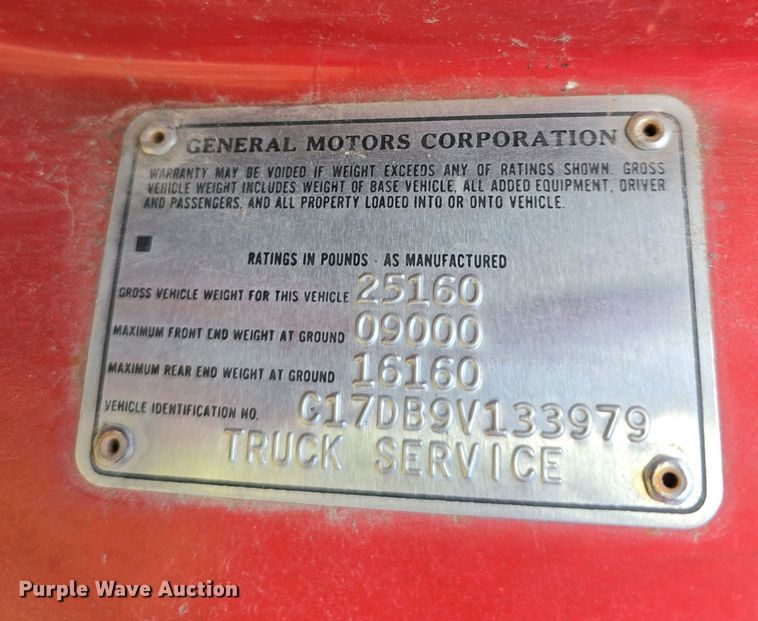 GENERAL MOTORS CORPORATION
WARRANTY MAY BE VOIDED IF WEIGHT EXCEEDS ANY OF RATINGS SHOWN. GROSS
VEHICLE WEIGHT INCLUDES WEIGHT OF BASE VEHICLE, ALL ADDED EQUIPMENT, DRIVER
AND PASSENGERS, AND ALL PROPERTY LOADED INTO OR ONTO VEHICLE.
RATINGS IN POUNDS - AS MANUFACTURED
GROSS VEHICLE WEIGHT FOR THIS VEHICLE 25160
MAXIMUM FRONT END WEIGHT AT GROUND 09000
MAXIMUM REAR END WEIGHT AT GROUND 16160
VEHICLE IDENTIFICATION NO. C17DB9V133979
TRUCK SERVICE
Purple Wave Auction